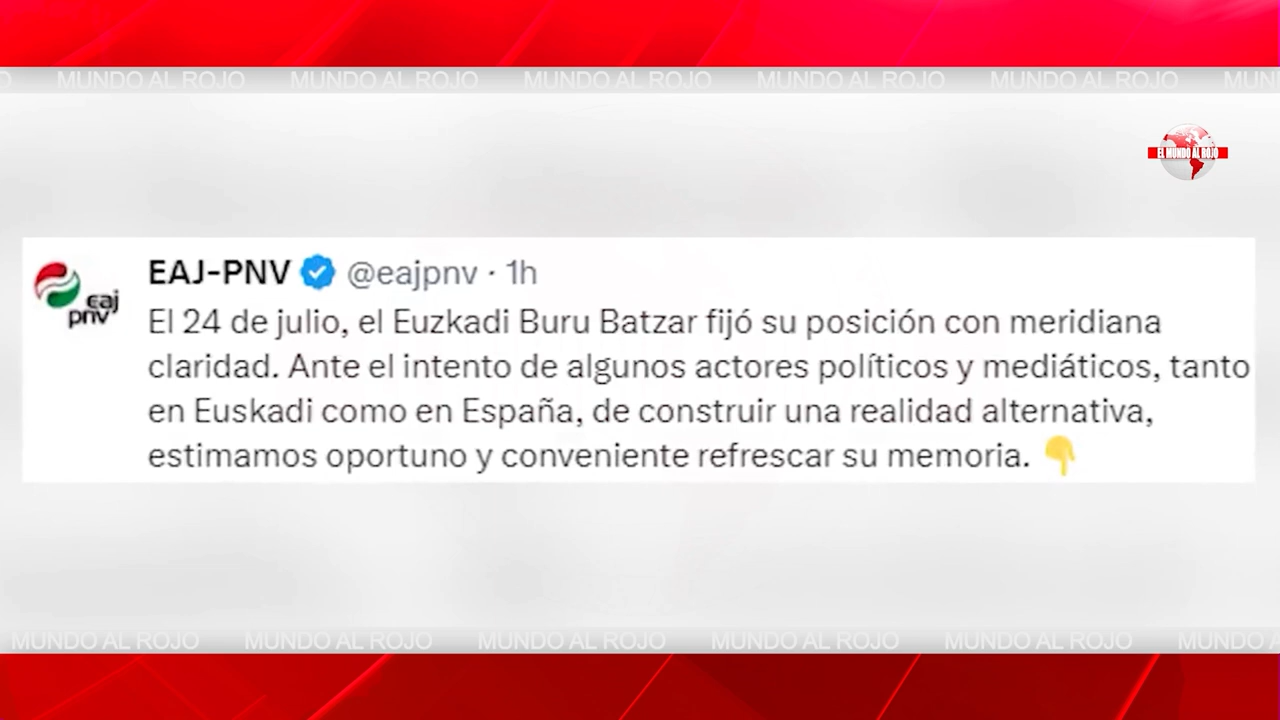 O MUNDO AL ROJO MUNDO AL ROJO MUNDO AL ROJO MUNDO AL ROJO MUNDO AL ROJO MUN
EL MUNDO AL ROJO
EAJ-PNV @eajpnv · 1h
eaj
pnv
El 24 de julio, el Euzkadi Buru Batzar fijó su posición con meridiana
claridad. Ante el intento de algunos actores políticos y mediáticos, tanto
en Euskadi como en España, de construir una realidad alternativa,
estimamos oportuno y conveniente refrescar su memoria. 👇
MUNDO AL ROJO MUNDO AL ROJO MUNDO AL ROJO MUNDO AL ROJO MUNDO AL ROJO MUNDO A